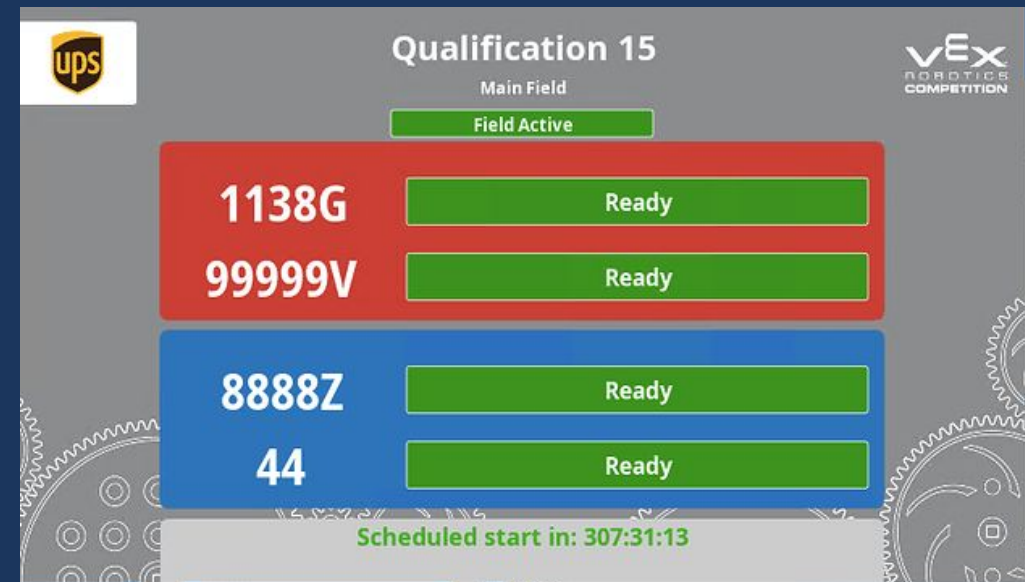 ups
Qualification 15
Main Field
Field Active
vEx
ROBOTICS
COMPETITION
1138G
Ready
99999V
Ready
8888Z
Ready
44
Ready
Scheduled start in: 307:31:13